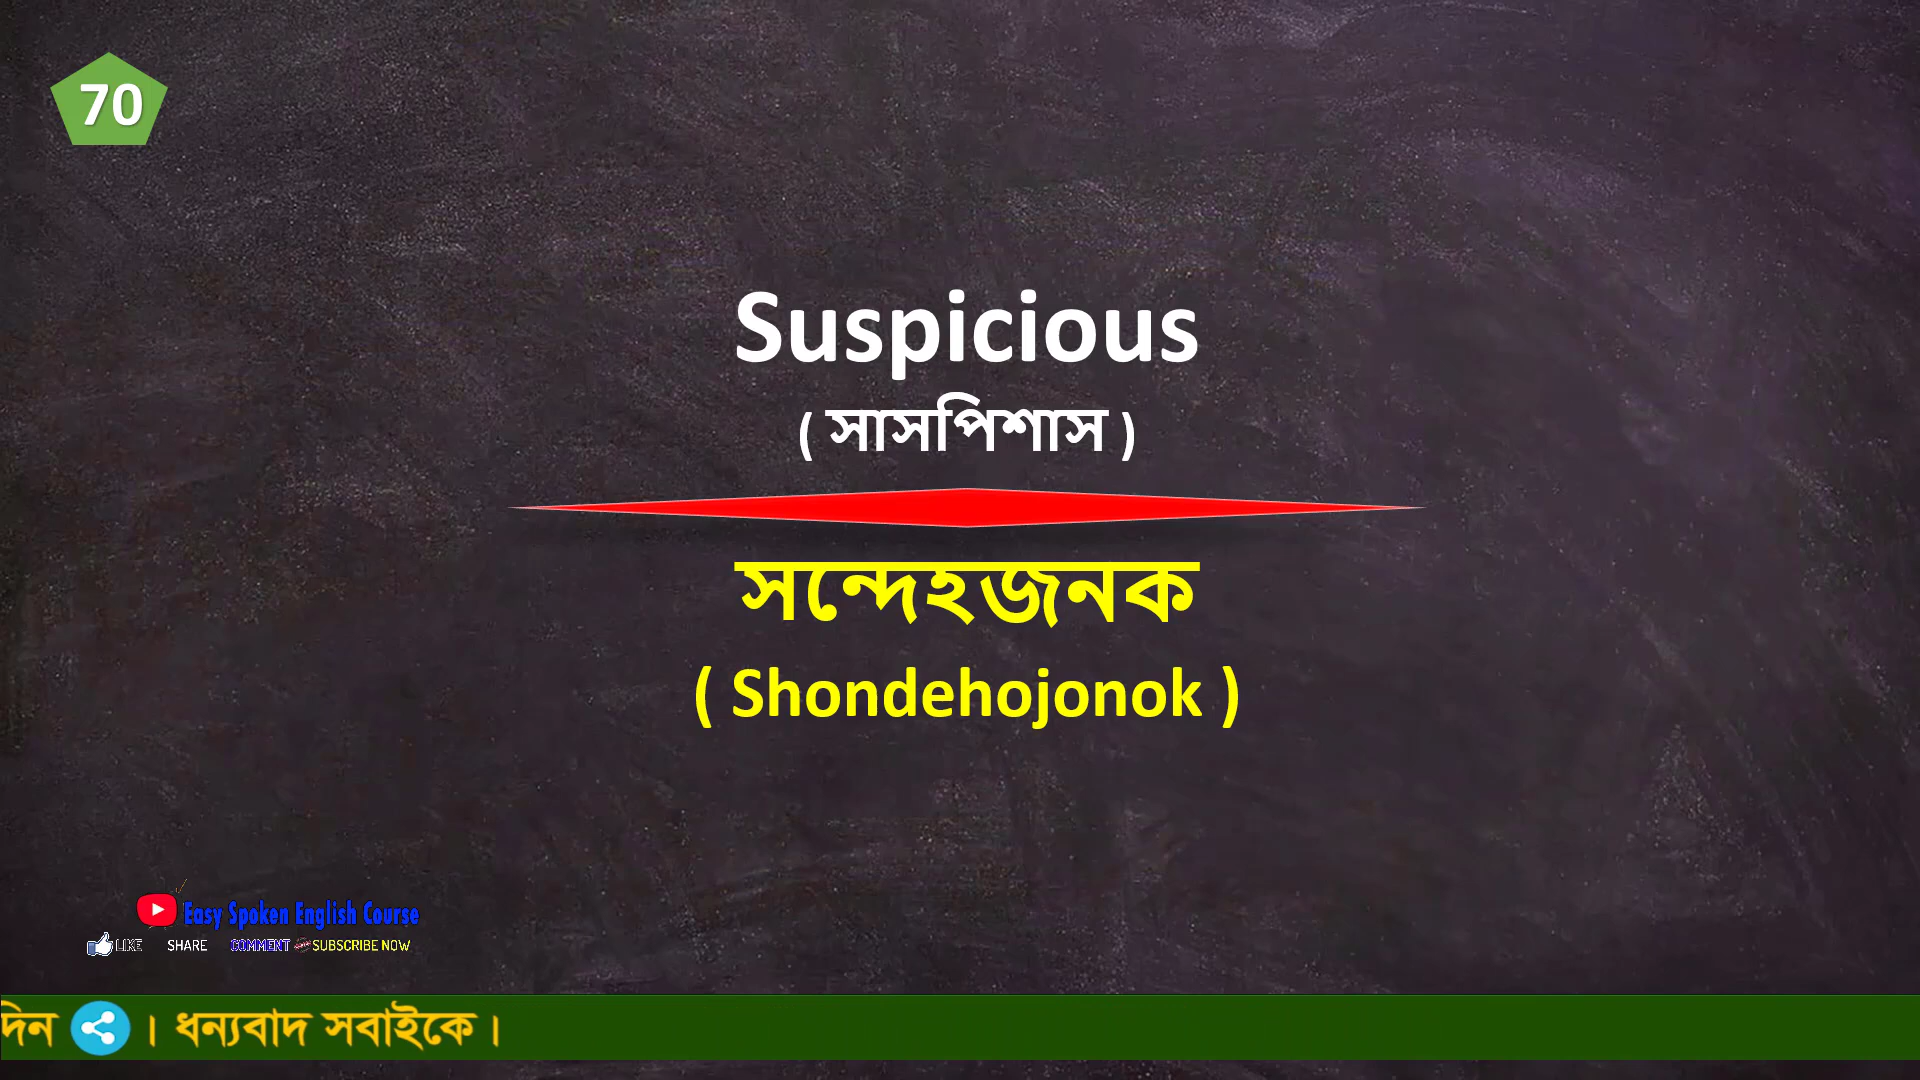 70
Suspicious
( সাসপিশাস )
সন্দেহজনক
( Shondehojonok )
Easy Spoken English Course
LIKE SHARE COMMENT SUBSCRIBE NOW
দিন । ধন্যবাদ সবাইকে।